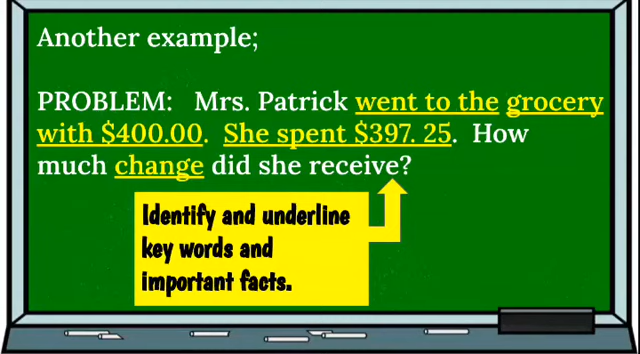 Another example;
PROBLEM: Mrs. Patrick went to the grocery
with $400.00. She spent $397. 25. How
much change did she receive?
Identify and underline
key words and
important facts.